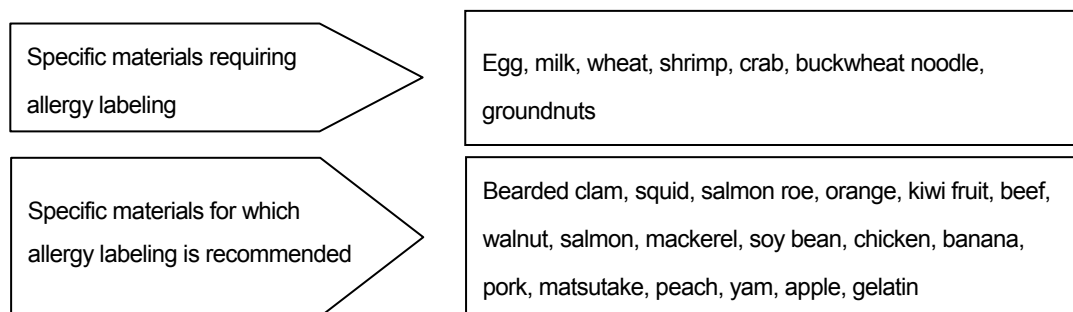 Specific materials requiring
allergy labeling
Egg, milk, wheat, shrimp, crab, buckwheat noodle,
groundnuts
Specific materials for which
allergy labeling is recommended
Bearded clam, squid, salmon roe, orange, kiwi fruit, beef,
walnut, salmon, mackerel, soy bean, chicken, banana,
pork, matsutake, peach, yam, apple, gelatin